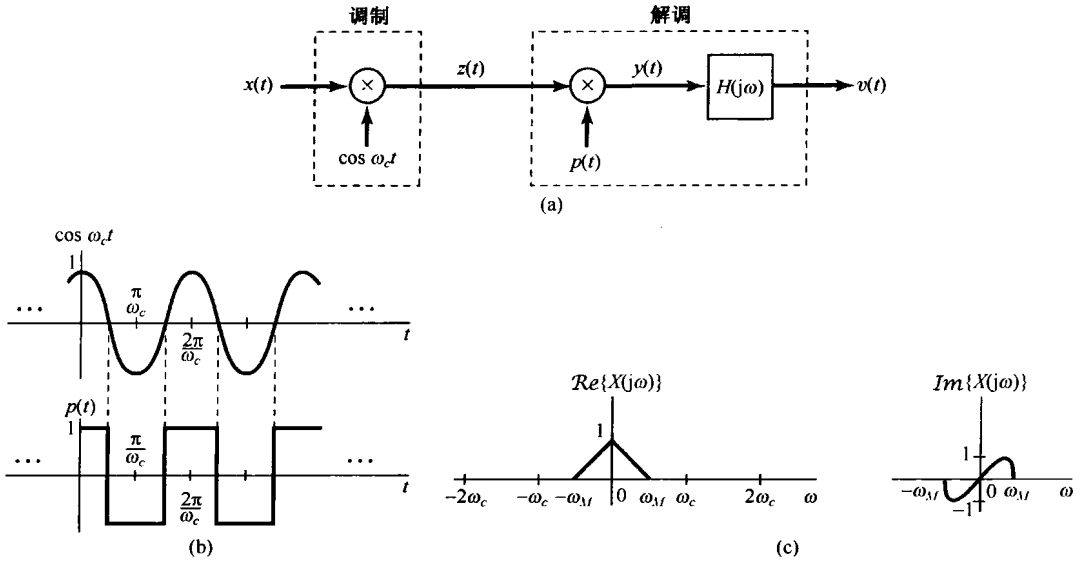 调制
解调
x(t)
×
z(t)
×
y(t)
H(jω)
v(t)
cos ω_c t
p(t)
(a)
cos ω_c t
1
π/ω_c
2π/ω_c
...
...
t
p(t)
1
π/ω_c
2π/ω_c
...
...
t
(b)
Re{X(jω)}
1
−2ω_c −ω_c −ω_M 0 ω_M ω_c 2ω_c ω
Im{X(jω)}
1
−ω_M 0 ω_M ω
−1
(c)